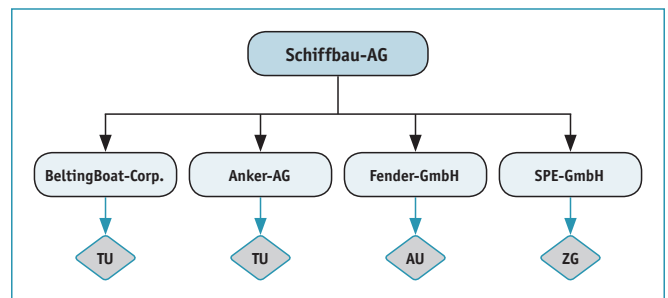 Schiffbau-AG
BeltingBoat-Corp.
Anker-AG
Fender-GmbH
SPE-GmbH
TU
TU
AU
ZG